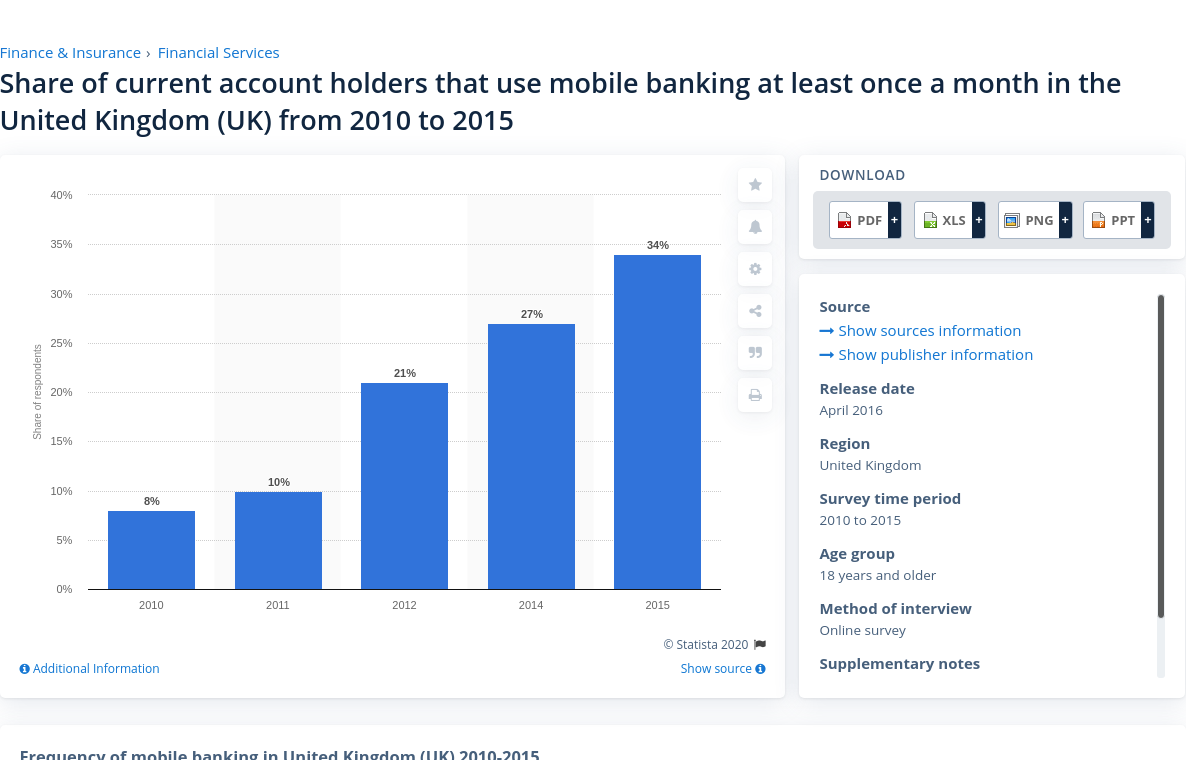 Finance & Insurance › Financial Services
Share of current account holders that use mobile banking at least once a month in the
United Kingdom (UK) from 2010 to 2015
40%
35%
30%
25%
20%
15%
10%
5%
0%
Share of respondents
8%
10%
21%
27%
34%
2010
2011
2012
2014
2015
© Statista 2020
Additional Information
Show source
DOWNLOAD
PDF +
XLS +
PNG +
PPT +
Source
Show sources information
Show publisher information
Release date
April 2016
Region
United Kingdom
Survey time period
2010 to 2015
Age group
18 years and older
Method of interview
Online survey
Supplementary notes
Frequency of mobile banking in United Kingdom (UK) 2010-2015